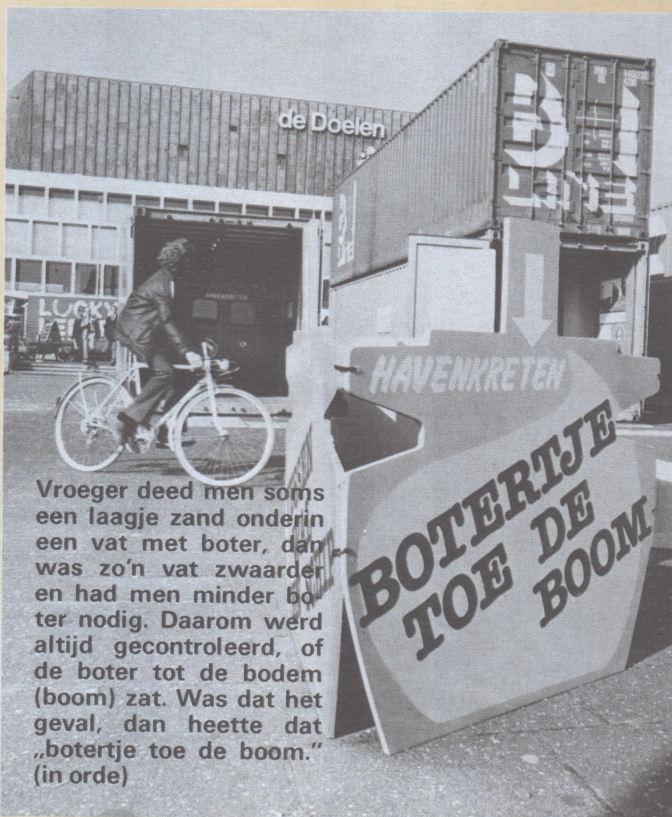 de Doelen
HAVENKRETEN
LUCKY
HAVENKRETEN
BOTERTJE
TOE DE
BOOM
Vroeger deed men soms
een laagje zand onderin
een vat met boter, dan
was zo'n vat zwaarder
en had men minder bo-
ter nodig. Daarom werd
altijd gecontroleerd, of
de boter tot de bodem
(boom) zat. Was dat het
geval, dan heette dat
„botertje toe de boom.”
(in orde)